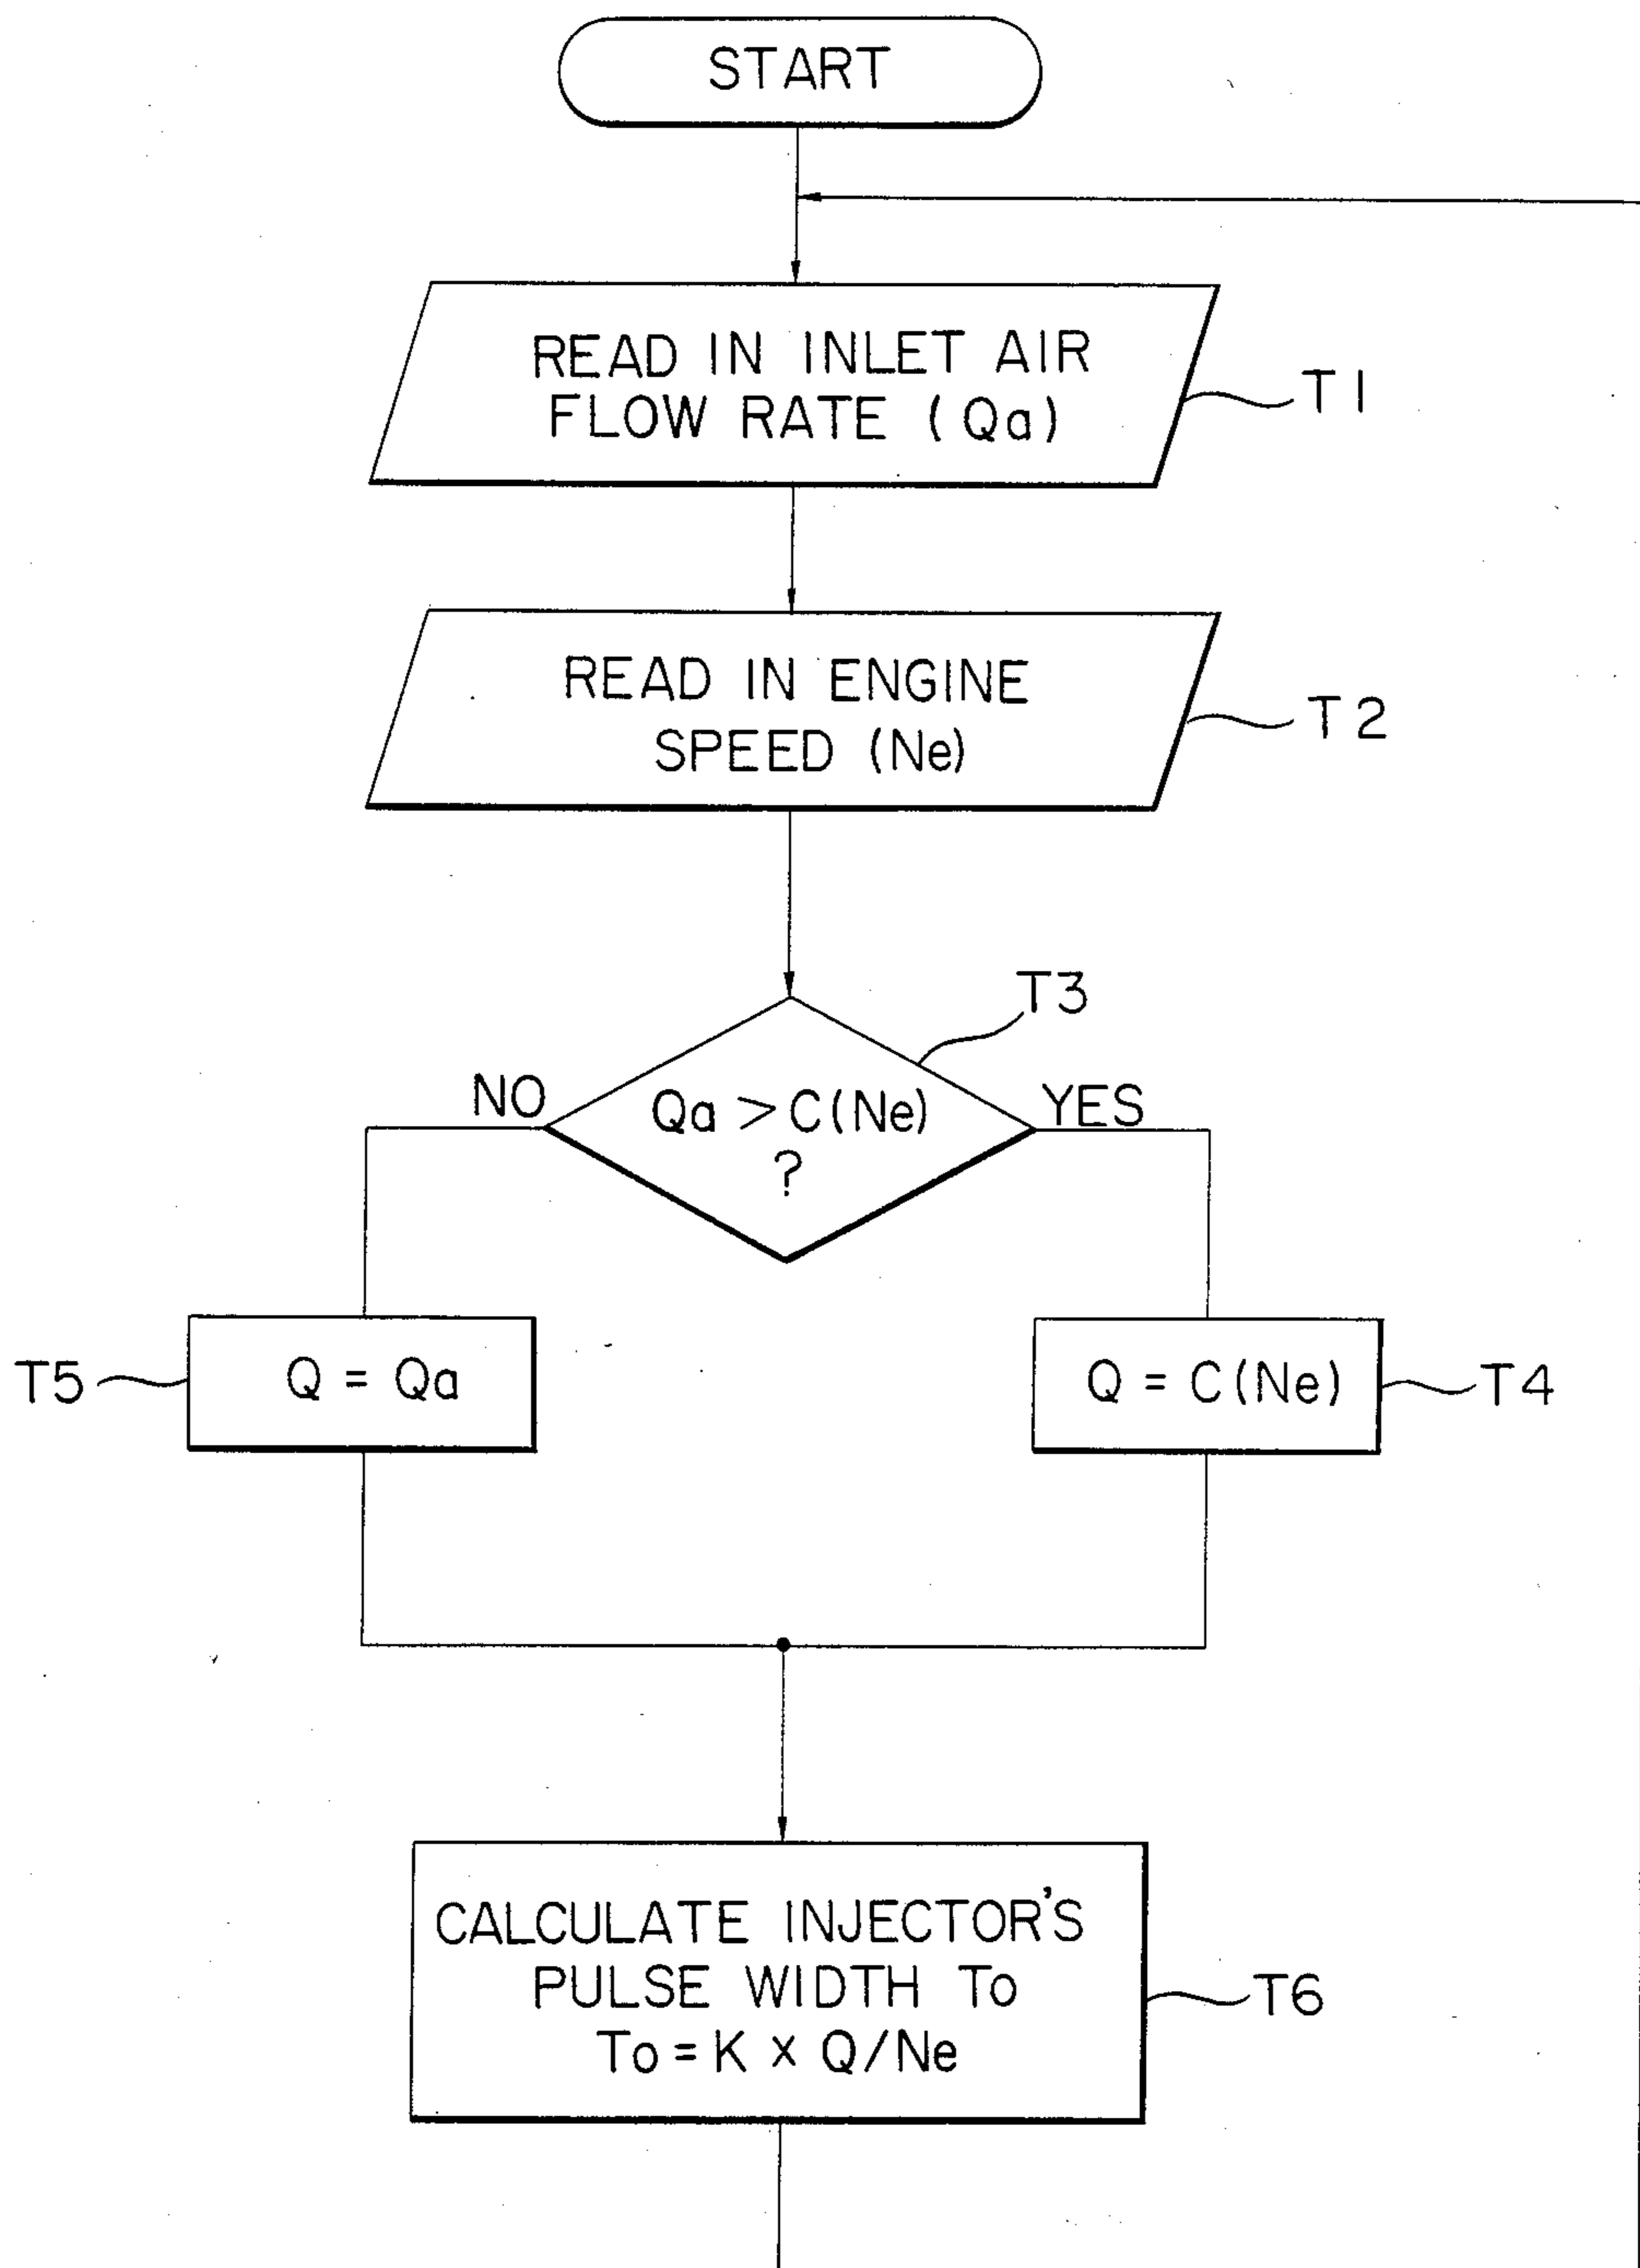 START
READ IN INLET AIR
FLOW RATE (Qa)
T1
READ IN ENGINE
SPEED (Ne)
T2
T3
NO
Qa > C(Ne)
?
YES
T5
Q = Qa
Q = C(Ne)
T4
CALCULATE INJECTOR'S
PULSE WIDTH To
To = K x Q/Ne
T6